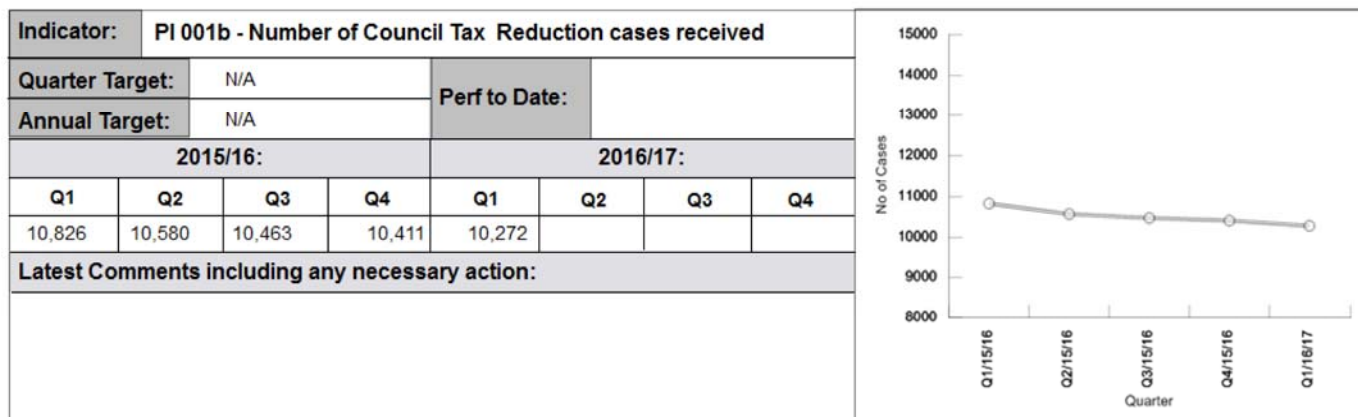 Indicator: PI 001b - Number of Council Tax Reduction cases received
Quarter Target: N/A
Perf to Date:
Annual Target: N/A
2015/16: 2016/17:
Q1 Q2 Q3 Q4 Q1 Q2 Q3 Q4
10,826 10,580 10,463 10,411 10,272
Latest Comments including any necessary action:
15000
14000
13000
12000
11000
10000
9000
8000
No of Cases
Q1/15/16
Q2/15/16
Q3/15/16
Q4/15/16
Q1/16/17
Quarter